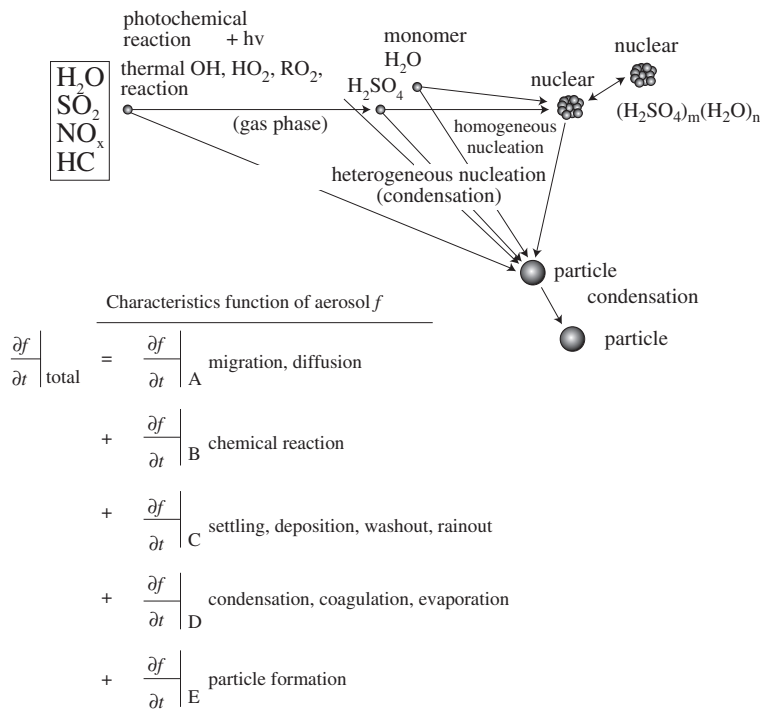 photochemical
reaction + hν
thermal OH, HO₂, RO₂,
reaction
H₂O
SO₂
NOₓ
HC
(gas phase)
monomer
H₂O
H₂SO₄
nuclear
nuclear
(H₂SO₄)ₘ(H₂O)ₙ
homogeneous
nucleation
heterogeneous nucleation
(condensation)
particle
condensation
particle
Characteristics function of aerosol f
∂f/∂t|total = ∂f/∂t|A migration, diffusion
+ ∂f/∂t|B chemical reaction
+ ∂f/∂t|C settling, deposition, washout, rainout
+ ∂f/∂t|D condensation, coagulation, evaporation
+ ∂f/∂t|E particle formation